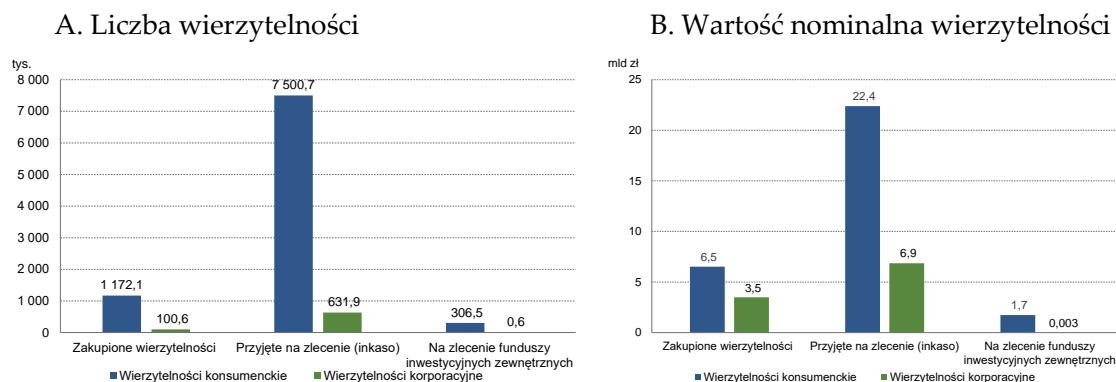 A. Liczba wierzytelności
tys.
8 000
7 000
6 000
5 000
4 000
3 000
2 000
1 000
0
1 172,1
100,6
7 500,7
631,9
306,5
0,6
Zakupione wierzytelności
Przyjęte na zlecenie (inkaso)
Na zlecenie funduszy
inwestycyjnych zewnętrznych
Wierzytelności konsumenckie
Wierzytelności korporacyjne
B. Wartość nominalna wierzytelności
mld zł
25
20
15
10
5
0
6,5
3,5
22,4
6,9
1,7
0,003
Zakupione wierzytelności
Przyjęte na zlecenie (inkaso)
Na zlecenie funduszy
inwestycyjnych zewnętrznych
Wierzytelności konsumenckie
Wierzytelności korporacyjne